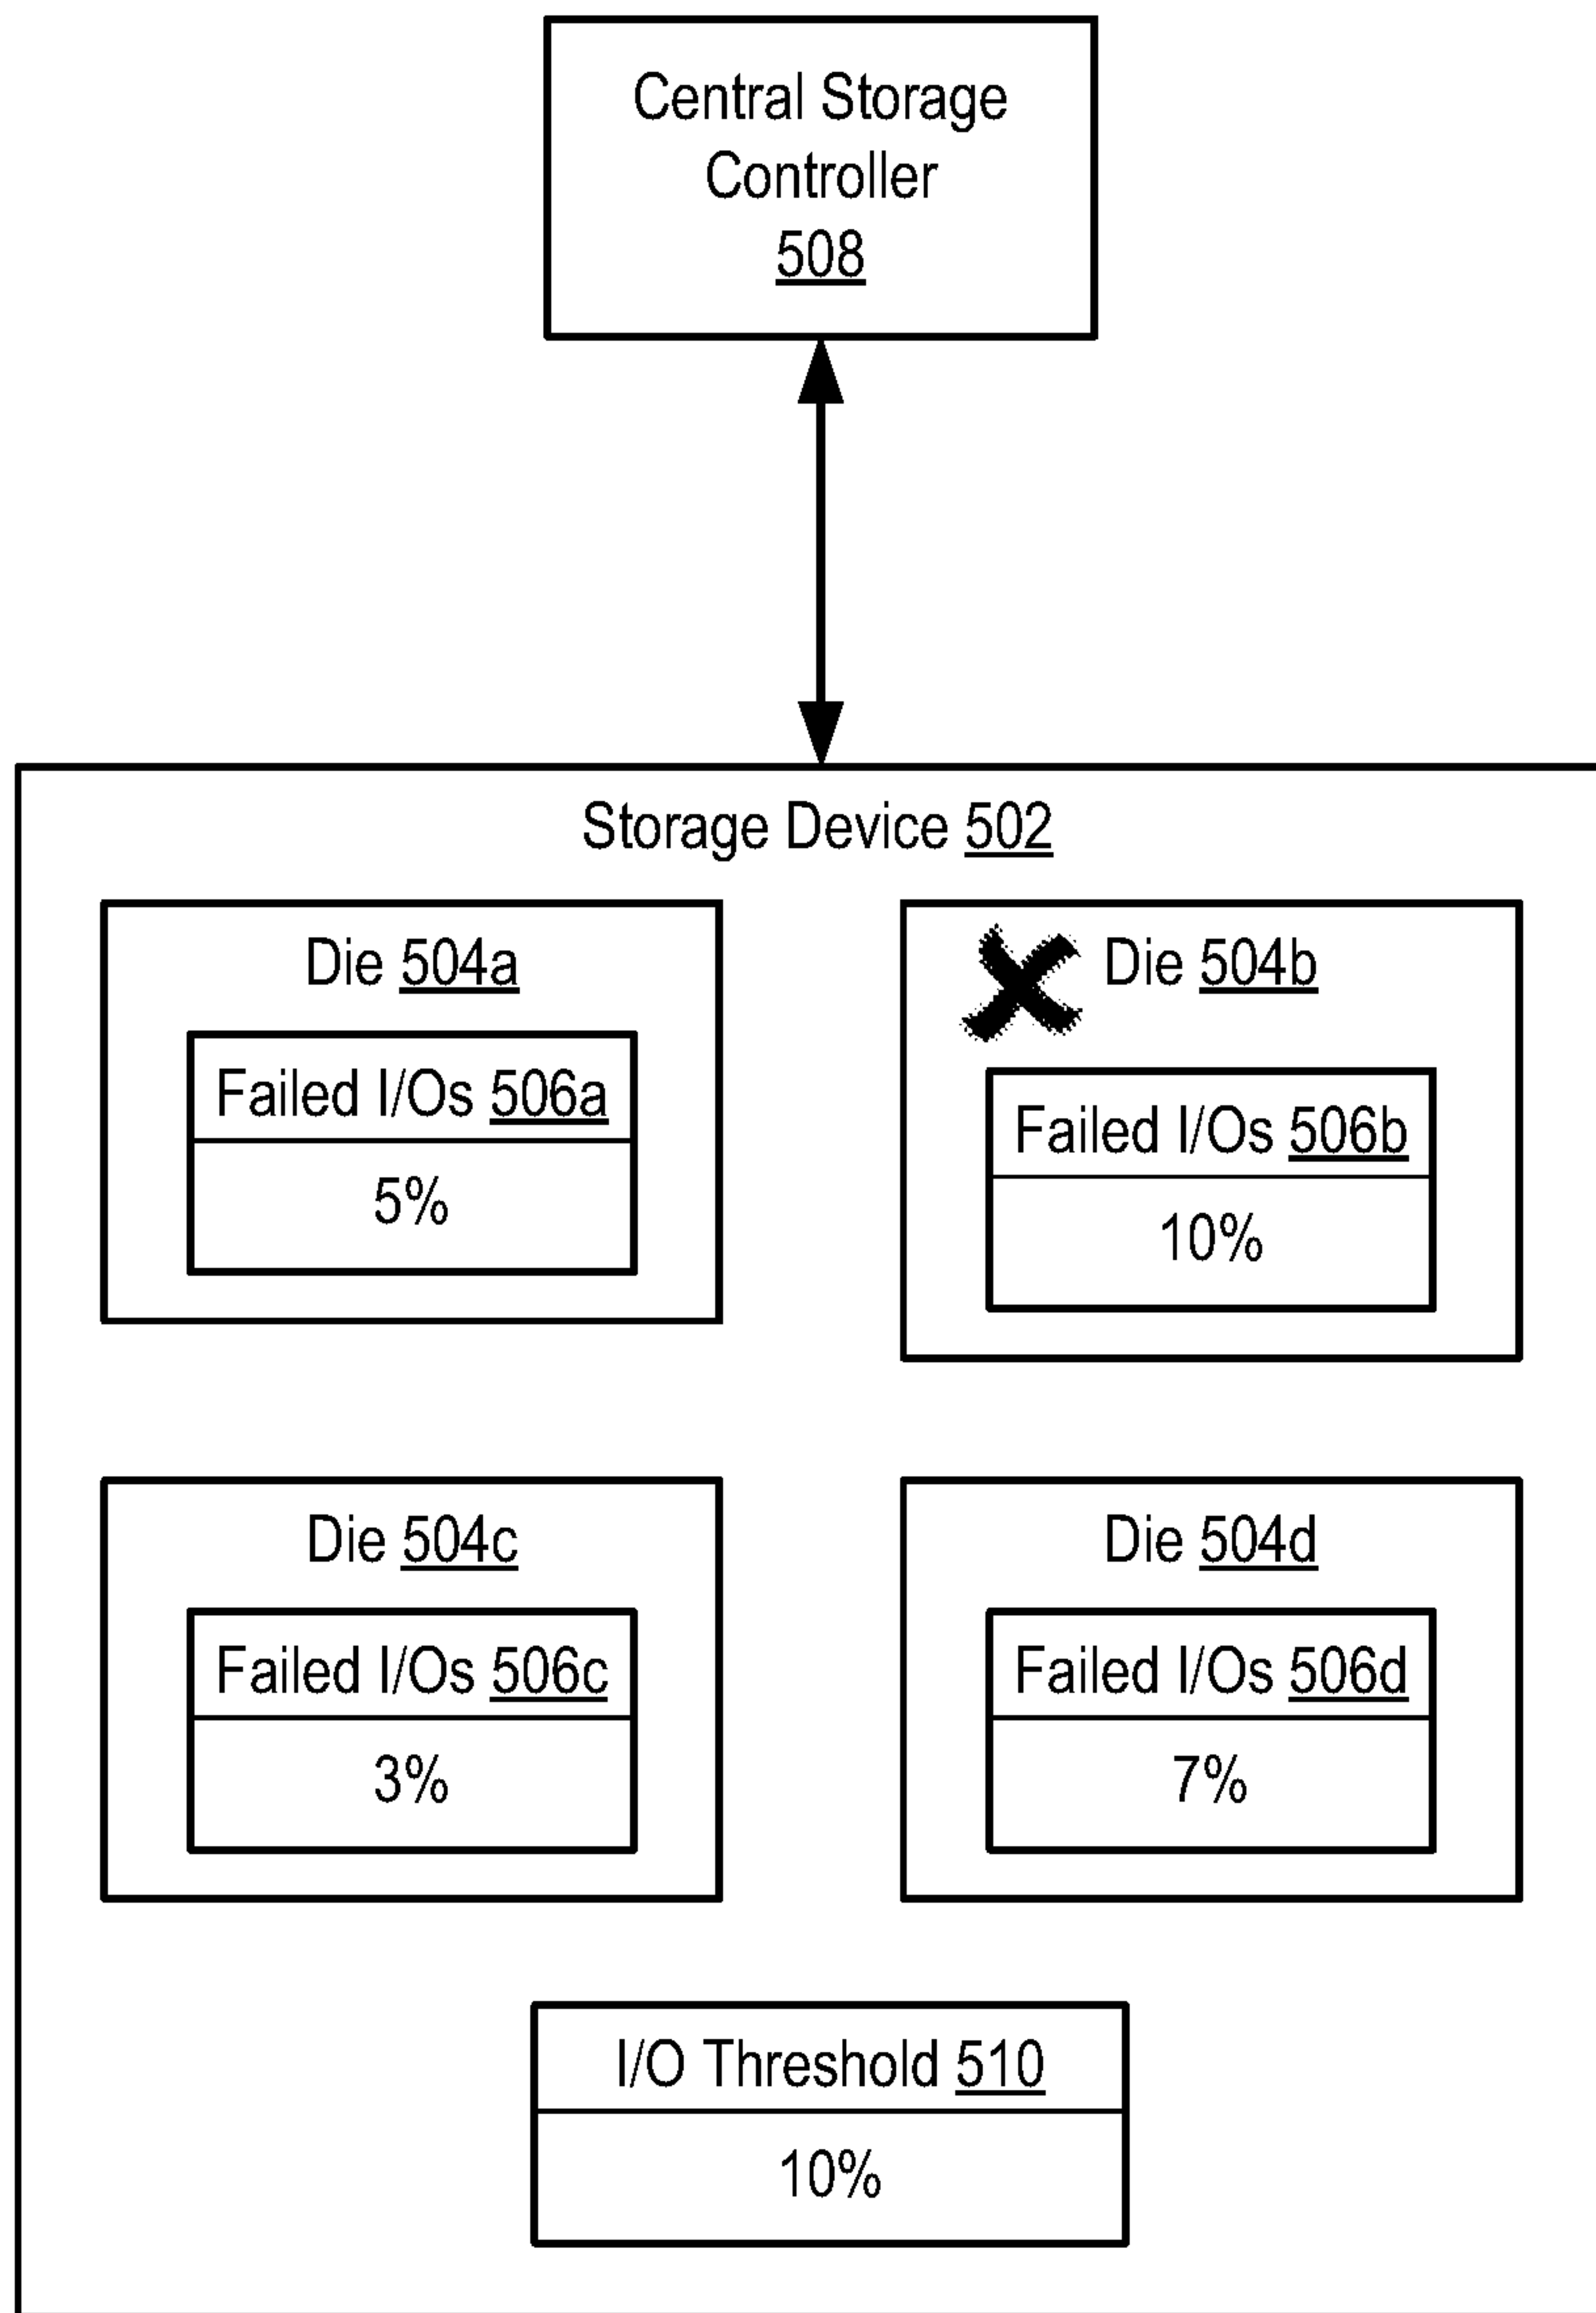 Central Storage
Controller
508
Storage Device 502
Die 504a
Failed I/Os 506a
5%
Die 504b
Failed I/Os 506b
10%
Die 504c
Failed I/Os 506c
3%
Die 504d
Failed I/Os 506d
7%
I/O Threshold 510
10%